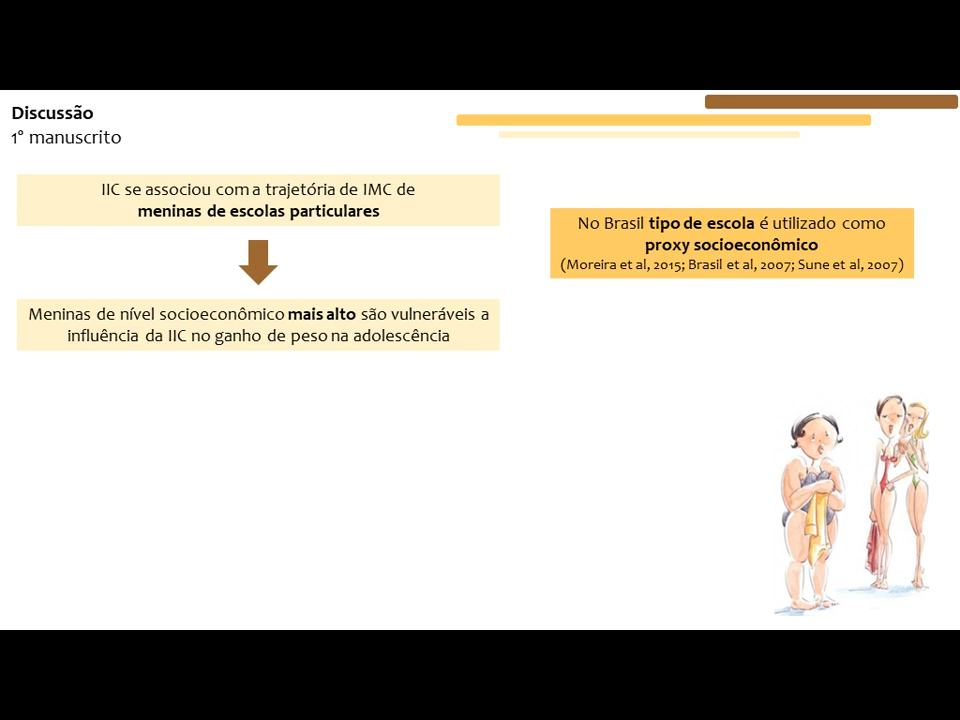 Discussão
1º manuscrito
IIC se associou com a trajetória de IMC de
meninas de escolas particulares
Meninas de nível socioeconômico mais alto são vulneráveis a
influência da IIC no ganho de peso na adolescência
No Brasil tipo de escola é utilizado como
proxy socioeconômico
(Moreira et al, 2015; Brasil et al, 2007; Sune et al, 2007)